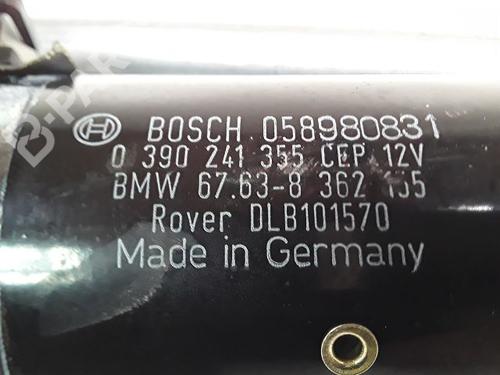 BOSCH 058980831
0 390 241 355 CEP 12V
BMW 67.63-8 362 155
Rover DLB101570
Made in Germany
B-PARTS